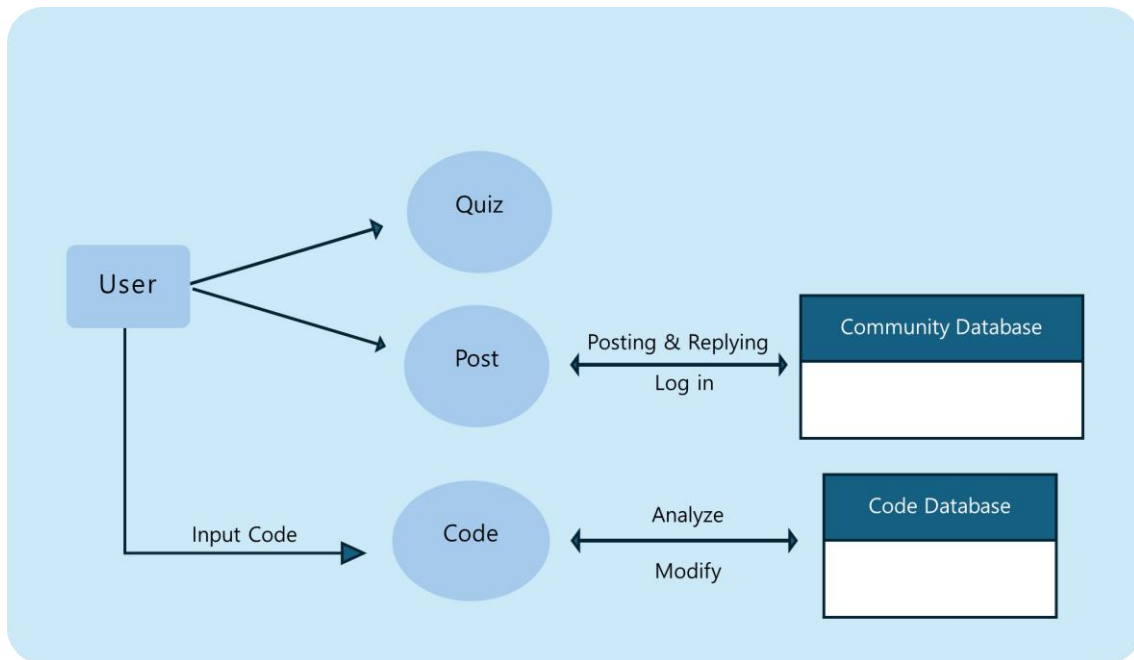 Quiz
User
Post
Posting & Replying
Log in
Community Database
Input Code
Code
Analyze
Modify
Code Database